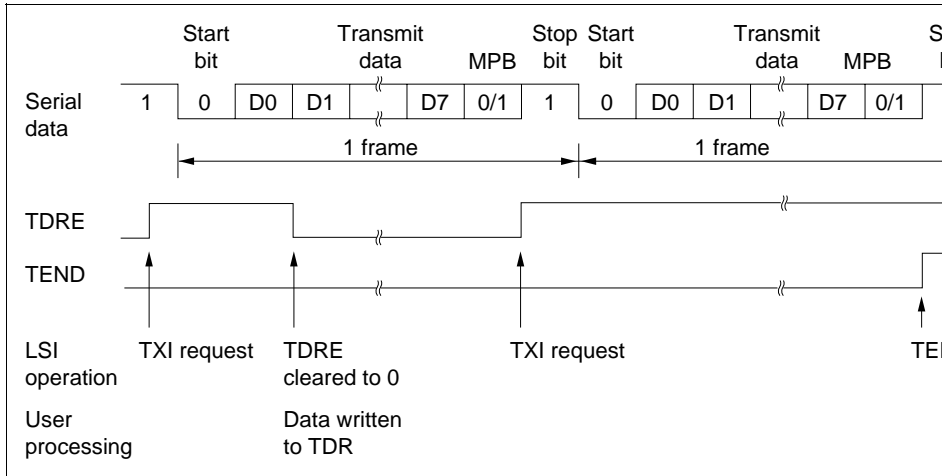 Start bit Transmit data MPB Stop bit Start bit Transmit data MPB
Serial data 1 0 D0 D1 D7 0/1 1 0 D0 D1 D7 0/1
1 frame 1 frame
TDRE
TEND
LSI operation TXI request TDRE cleared to 0 TXI request
User processing Data written to TDR